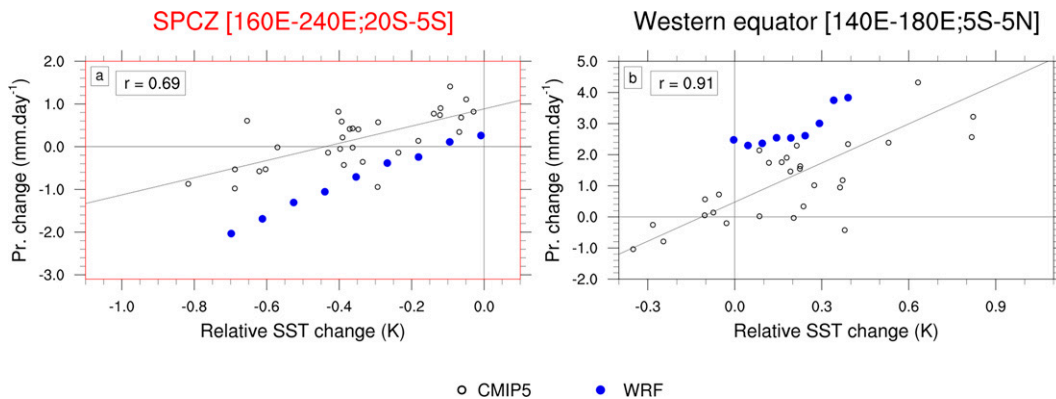 SPCZ [160E-240E;20S-5S]
Western equator [140E-180E;5S-5N]
a
r = 0.69
b
r = 0.91
Pr. change (mm.day⁻¹)
2.0
1.0
0.0
-1.0
-2.0
-3.0
-1.0
-0.8
-0.6
-0.4
-0.2
0.0
Relative SST change (K)
Pr. change (mm.day⁻¹)
5.0
4.0
3.0
2.0
1.0
0.0
-1.0
-2.0
-0.3
0.0
0.3
0.6
0.9
Relative SST change (K)
CMIP5
WRF